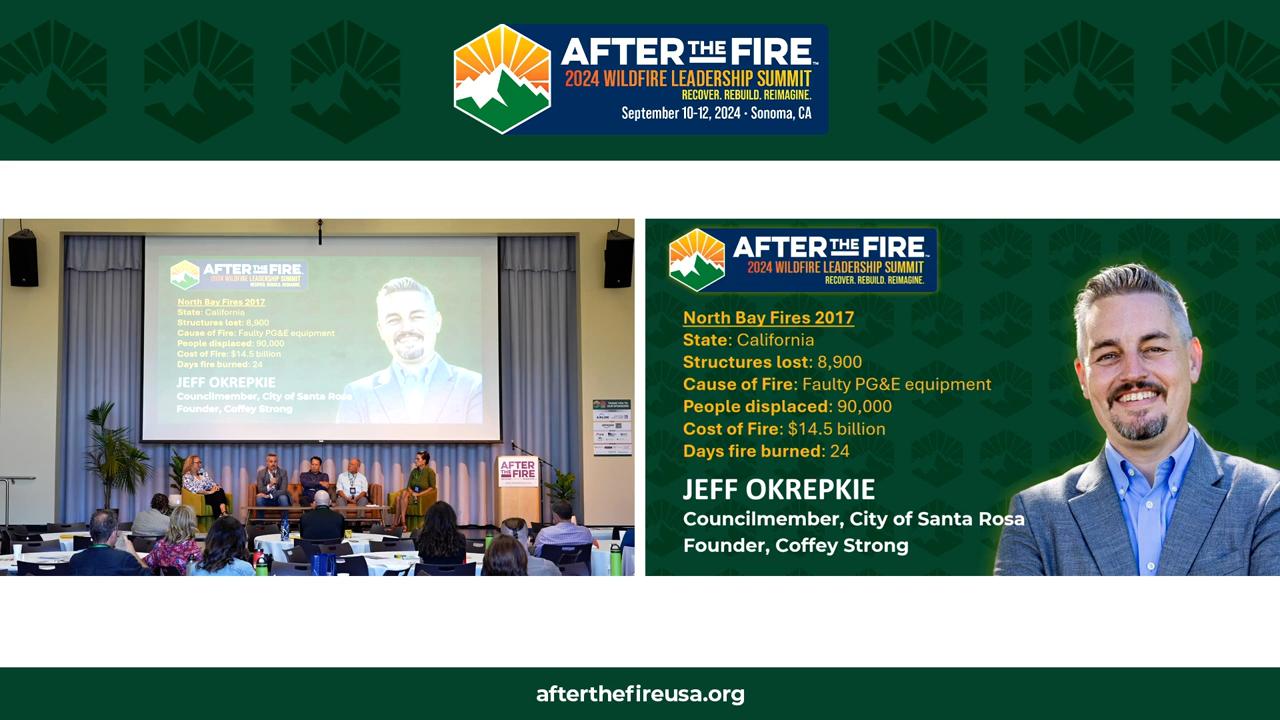 AFTER THE FIRE™
2024 WILDFIRE LEADERSHIP SUMMIT
RECOVER. REBUILD. REIMAGINE.
September 10-12, 2024 · Sonoma, CA
AFTER THE FIRE
2024 WILDFIRE LEADERSHIP SUMMIT
RECOVER. REBUILD. REIMAGINE.
North Bay Fires 2017
State: California
Structures lost: 8,900
Cause of Fire: Faulty PG&E equipment
People displaced: 90,000
Cost of Fire: $14.5 billion
Days fire burned: 24
JEFF OKREPKIE
Councilmember, City of Santa Rosa
Founder, Coffey Strong
AFTER
THE FIRE
AFTER THE FIRE™
2024 WILDFIRE LEADERSHIP SUMMIT
RECOVER. REBUILD. REIMAGINE.
North Bay Fires 2017
State: California
Structures lost: 8,900
Cause of Fire: Faulty PG&E equipment
People displaced: 90,000
Cost of Fire: $14.5 billion
Days fire burned: 24
JEFF OKREPKIE
Councilmember, City of Santa Rosa
Founder, Coffey Strong
afterthefireusa.org